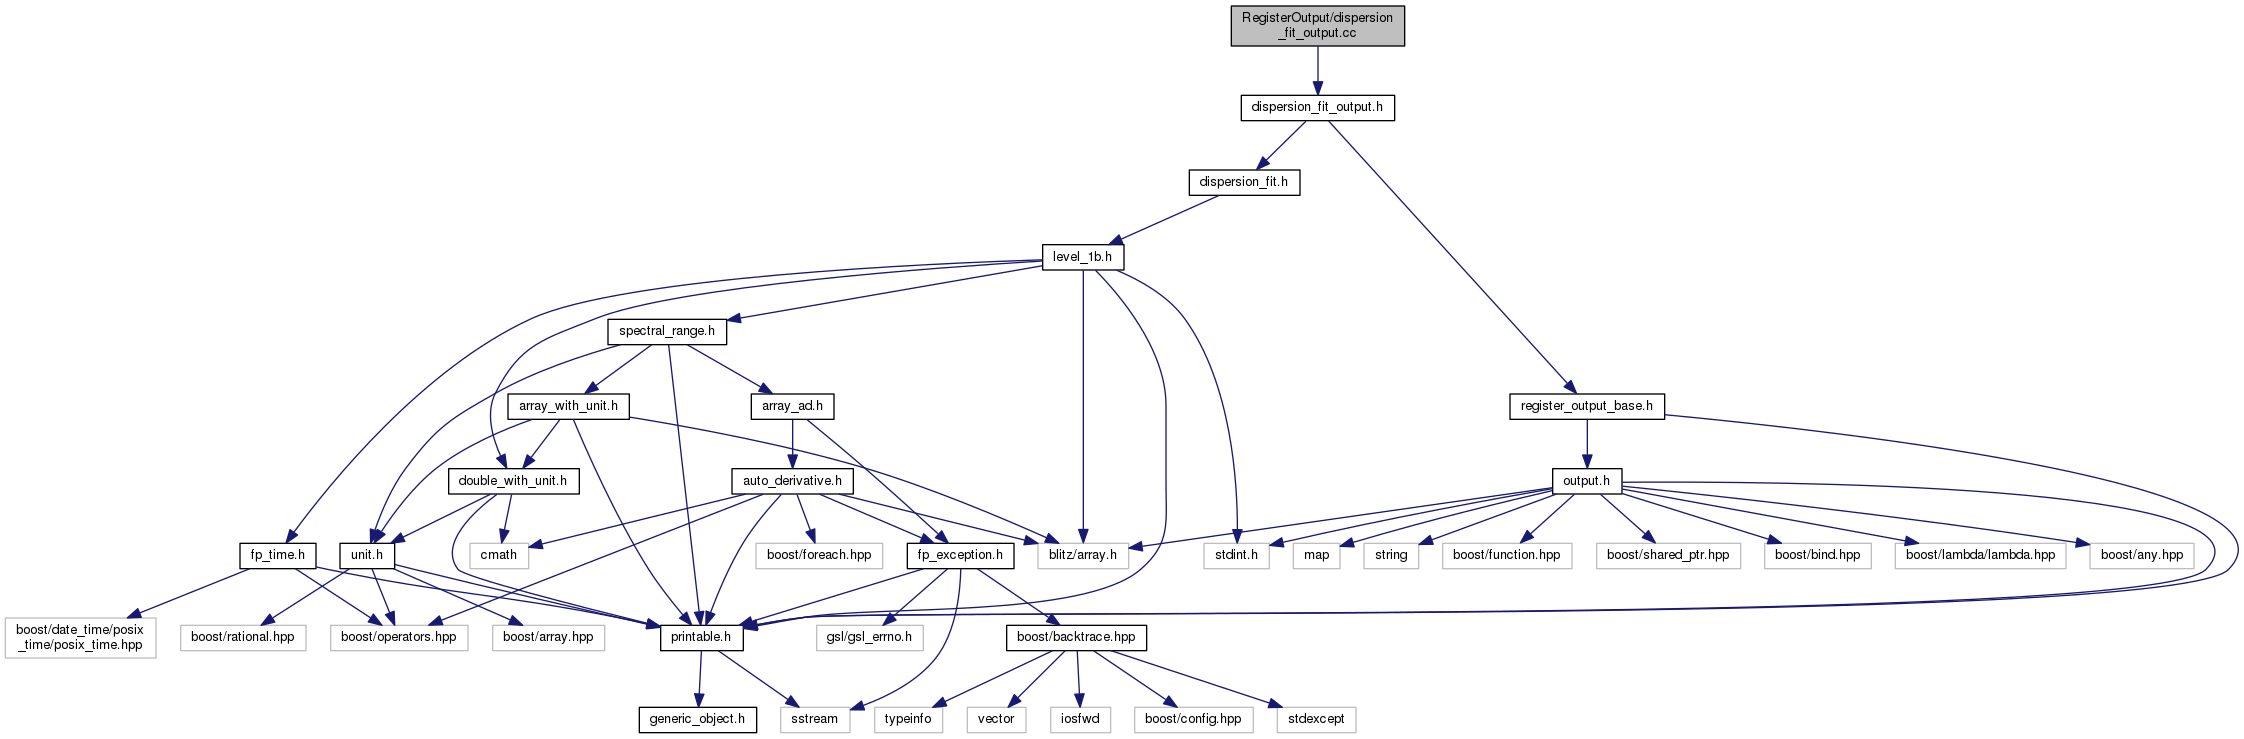 RegisterOutput/dispersion
_fit_output.cc
dispersion_fit_output.h
dispersion_fit.h
level_1b.h
spectral_range.h
array_with_unit.h
array_ad.h
register_output_base.h
double_with_unit.h
auto_derivative.h
output.h
fp_time.h
unit.h
cmath
boost/foreach.hpp
fp_exception.h
blitz/array.h
stdint.h
map
string
boost/function.hpp
boost/shared_ptr.hpp
boost/bind.hpp
boost/lambda/lambda.hpp
boost/any.hpp
boost/date_time/posix
_time/posix_time.hpp
boost/rational.hpp
boost/operators.hpp
boost/array.hpp
printable.h
gsl/gsl_errno.h
boost/backtrace.hpp
generic_object.h
sstream
typeinfo
vector
iosfwd
boost/config.hpp
stdexcept